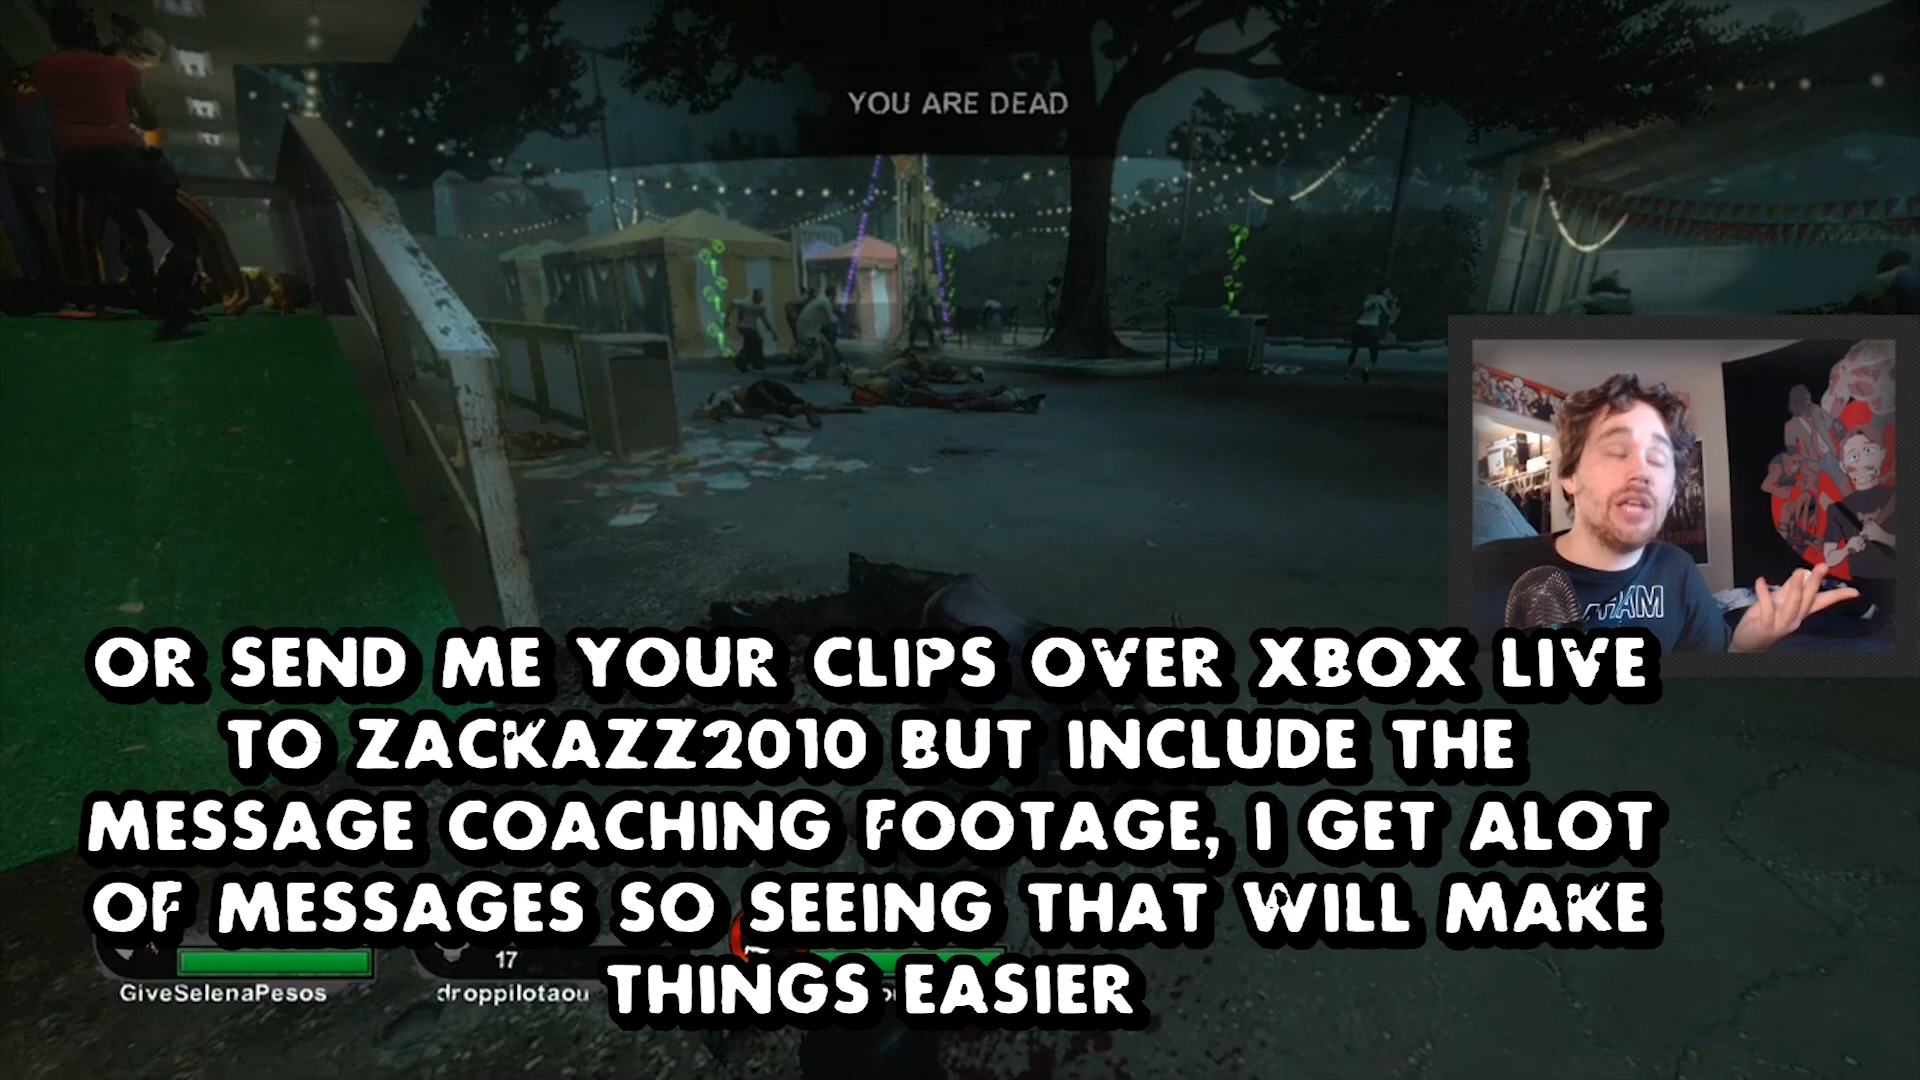 YOU ARE DEAD
OR SEND ME YOUR CLIPS OVER XBOX LIVE
TO ZACKAZZ2010 BUT INCLUDE THE
MESSAGE COACHING FOOTAGE, I GET ALOT
OF MESSAGES SO SEEING THAT WILL MAKE
THINGS EASIER
17
GiveSelenaPesos
droppilotaou